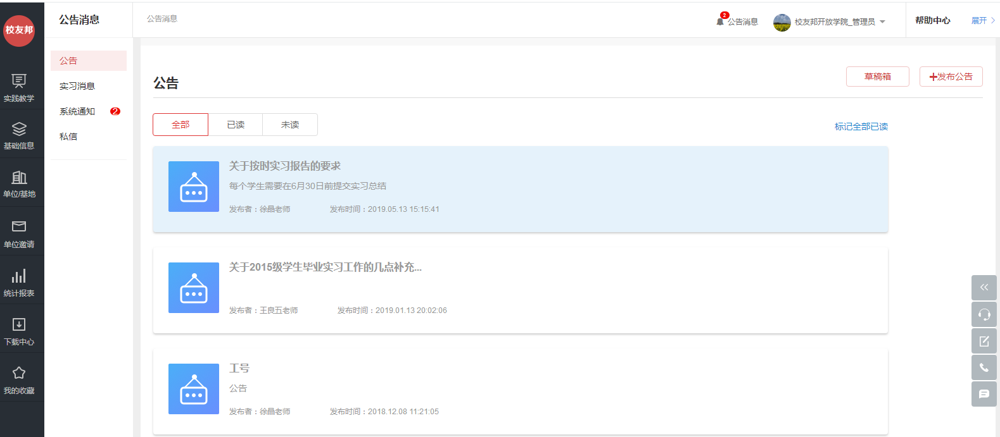 校友邦
公告消息
公告消息
2
公告消息
校友邦开放学院_管理员
帮助中心
展开
公告
实习消息
系统通知
2
私信
实践教学
基础信息
单位/基地
单位邀请
统计报表
下载中心
我的收藏
公告
草稿箱
发布公告
全部
已读
未读
标记全部已读
关于按时实习报告的要求
每个学生需要在6月30日前提交实习总结
发布者：徐晶老师
发布时间：2019.05.13 15:15:41
关于2015级学生毕业实习工作的几点补充...
发布者：王良五老师
发布时间：2019.01.13 20:02:06
工号
公告
发布者：徐晶老师
发布时间：2018.12.08 11:21:05